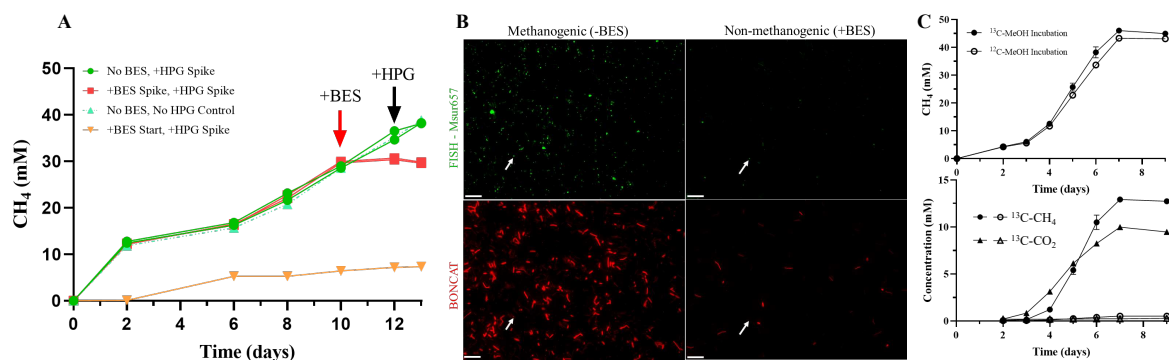 A
CH4 (mM)
50
40
30
20
10
0
No BES, +HPG Spike
+BES Spike, +HPG Spike
No BES, No HPG Control
+BES Start, +HPG Spike
+BES
+HPG
0 2 4 6 8 10 12
Time (days)
B
Methanogenic (-BES)
Non-methanogenic (+BES)
FISH - Msur657
BONCAT
C
CH4 (mM)
50
40
30
20
10
0
13C-MeOH Incubation
12C-MeOH Incubation
0 2 4 6 8
Time (days)
Concentration (mM)
15
10
5
0
13C-CH4
13C-CO2
0 2 4 6 8
Time (days)